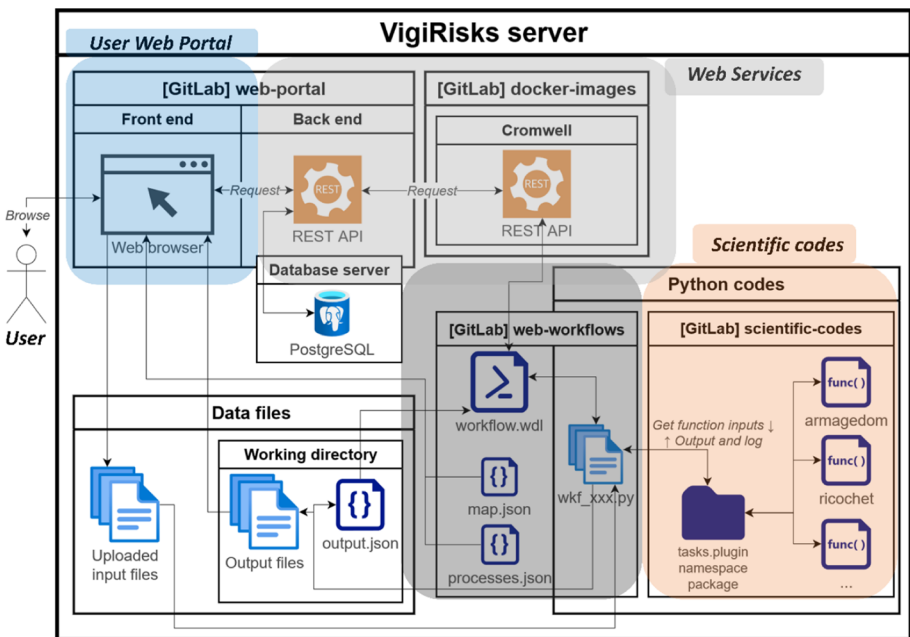 VigiRisks server
User Web Portal
Web Services
[GitLab] web-portal
[GitLab] docker-images
Front end
Back end
Cromwell
REST
REST
Request
Request
Browse
Web browser
REST API
REST API
User
Scientific codes
Database server
PostgreSQL
Python codes
[GitLab] web-workflows
[GitLab] scientific-codes
workflow.wdl
func( )
armagedom
Get function inputs ↓
↑ Output and log
Data files
Working directory
{}
output.json
Output files
Uploaded
input files
{}
map.json
wkf_xxx.py
func( )
ricochet
{}
processes.json
tasks.plugin
namespace
package
func( )
...